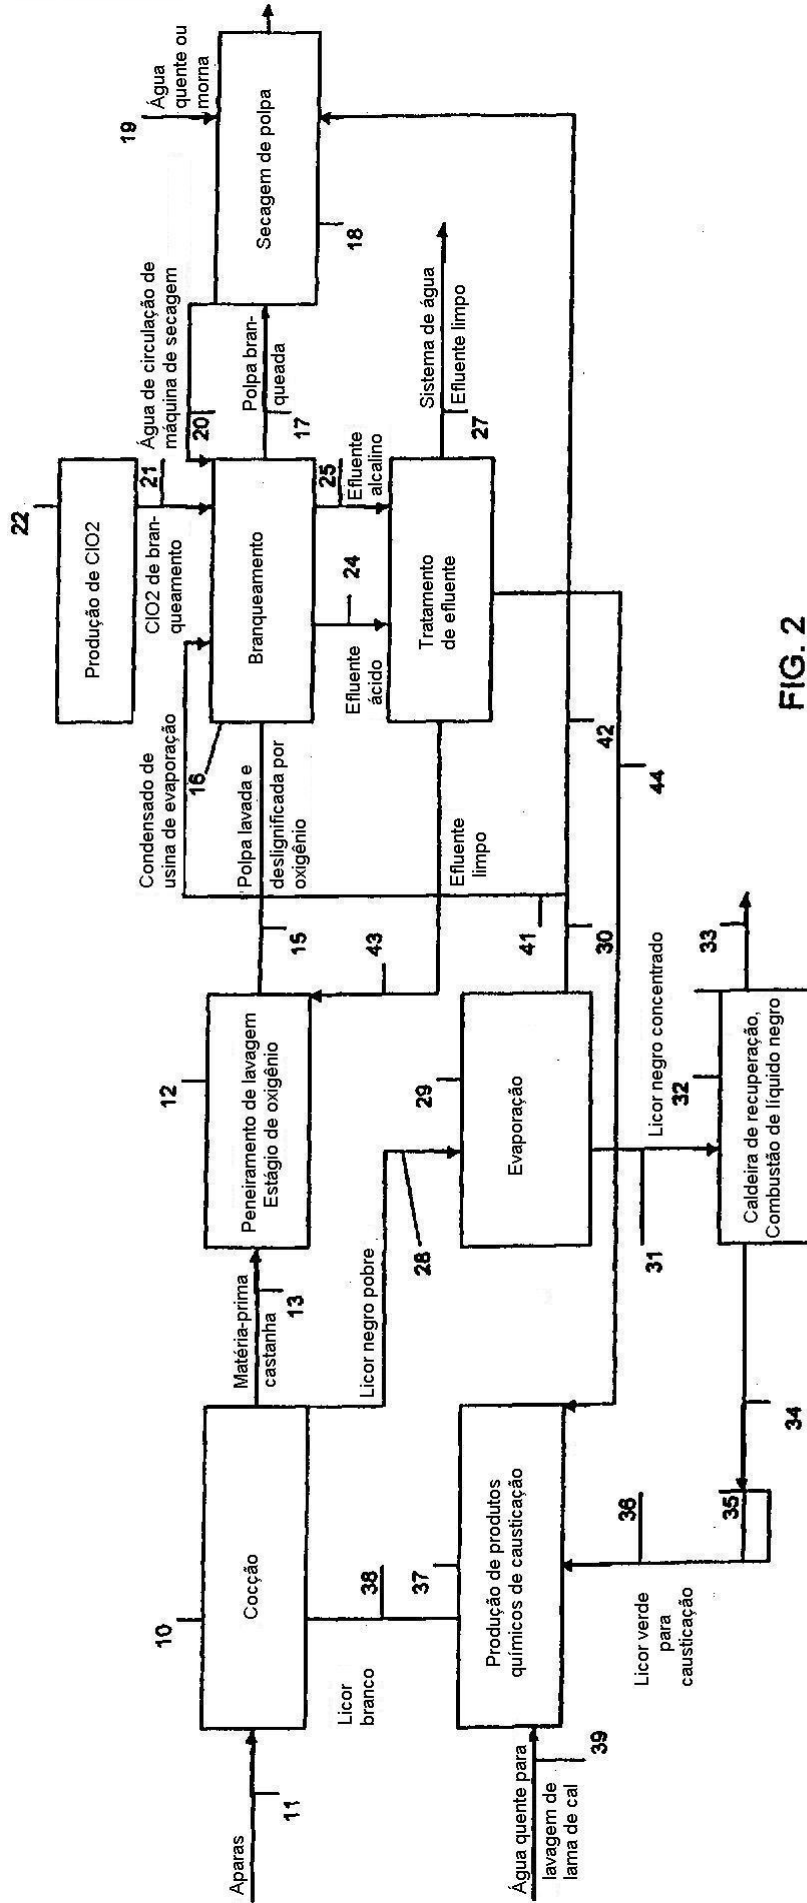 22
Produção de ClO2
21
ClO2 de bran-
queamento
Água de circulação de
máquina de secagem
20
19
Água
quente ou
morna
Secagem de polpa
18
Condensado de
usina de evaporação
16
Branqueamento
Polpa bran-
queada
17
24
Efluente
ácido
25
Efluente
alcalino
Tratamento
de efluente
Sistema de água
Efluente limpo
27
12
Peneiramento de lavagem
Estágio de oxigênio
Polpa lavada e
deslignificada por
oxigênio
15
43
Efluente
limpo
10
Cocção
Aparas
11
Matéria-prima
castanha
13
Licor negro pobre
28
29
Evaporação
41
30
42
44
Licor branco
38
37
Produção de produtos
químicos de causticação
Água quente para
lavagem de
lama de cal
39
Licor verde
para
causticação
36
35
34
31
Licor negro concentrado
32
Caldeira de recuperação,
Combustão de líquido negro
33
FIG. 2